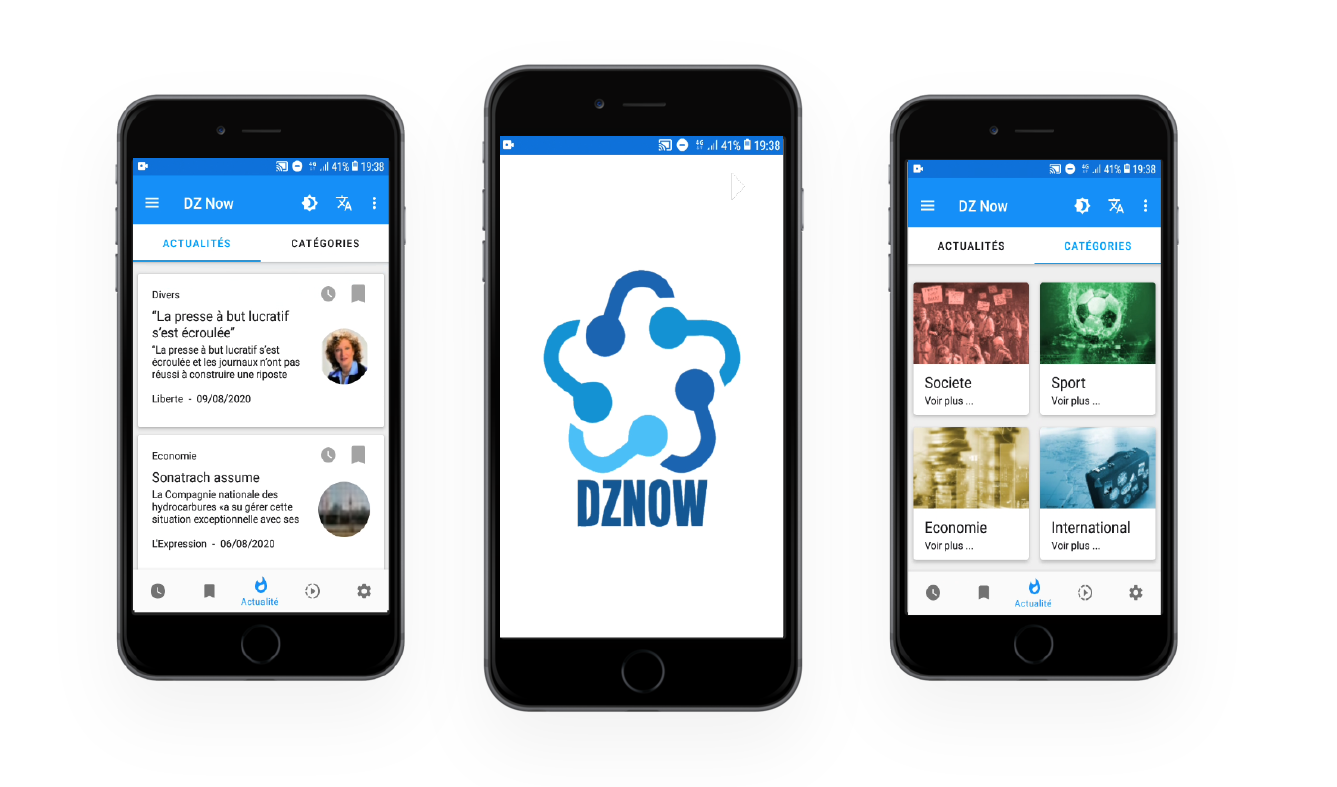 41% 19:38
DZ Now
ACTUALITÉS CATÉGORIES
Divers
“La presse à but lucratif
s’est écroulée”
“La presse à but lucratif s’est
écroulée et les journaux n’ont pas
réussi à construire une riposte
Liberte - 09/08/2020
Economie
Sonatrach assume
La Compagnie nationale des
hydrocarbures «a su gérer cette
situation exceptionnelle avec ses
L’Expression - 06/08/2020
Actualité
4G 41% 19:38
DZNOW
41% 19:38
DZ Now
ACTUALITÉS CATÉGORIES
Societe
Voir plus ...
Sport
Voir plus ...
Economie
Voir plus ...
International
Voir plus ...
Actualité